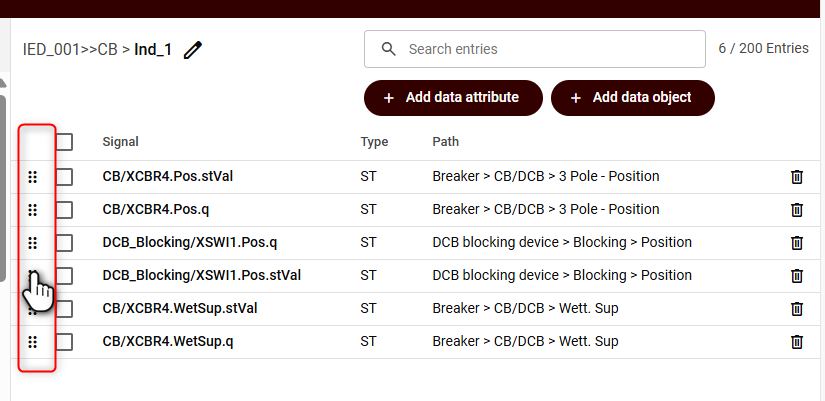 IED_001>>CB > Ind_1
Search entries
6 / 200 Entries
+ Add data attribute
+ Add data object
Signal Type Path
CB/XCBR4.Pos.stVal ST Breaker > CB/DCB > 3 Pole - Position
CB/XCBR4.Pos.q ST Breaker > CB/DCB > 3 Pole - Position
DCB_Blocking/XSWI1.Pos.q ST DCB blocking device > Blocking > Position
DCB_Blocking/XSWI1.Pos.stVal ST DCB blocking device > Blocking > Position
CB/XCBR4.WetSup.stVal ST Breaker > CB/DCB > Wett. Sup
CB/XCBR4.WetSup.q ST Breaker > CB/DCB > Wett. Sup